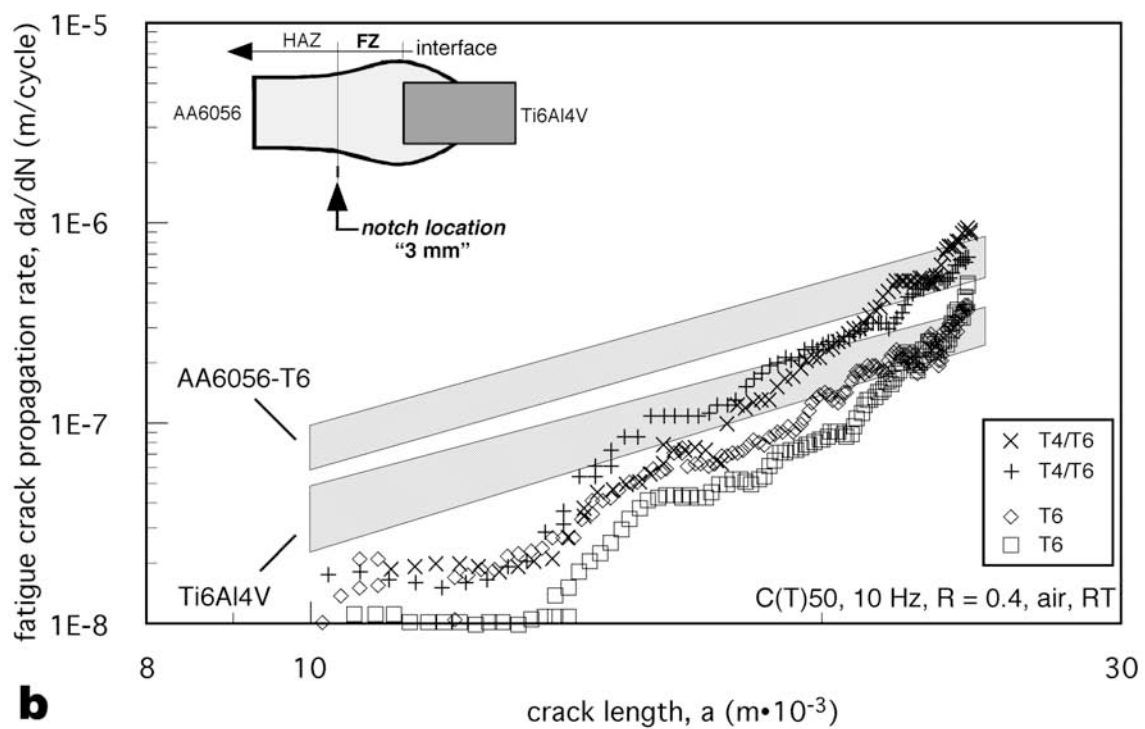 fatigue crack propagation rate, da/dN (m/cycle)
1E-5
1E-6
1E-7
1E-8
HAZ
FZ
interface
AA6056
Ti6Al4V
notch location
“3 mm”
AA6056-T6
Ti6Al4V
T4/T6
T4/T6
T6
T6
C(T)50, 10 Hz, R = 0.4, air, RT
8
10
30
crack length, a (m•10⁻³)
b